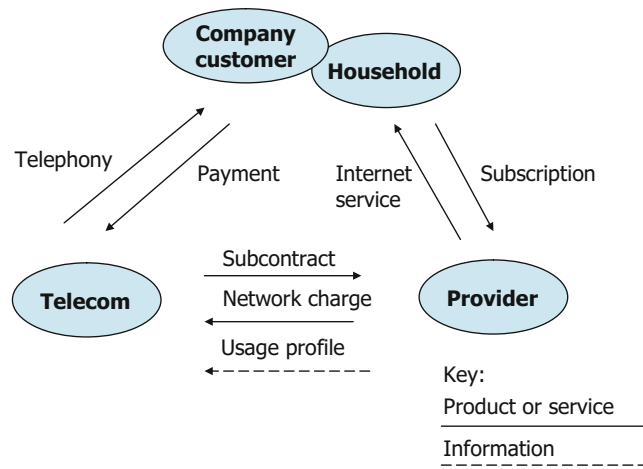 Company
customer
Household
Telephony
Payment
Internet
service
Subscription
Subcontract
Telecom
Network charge
Provider
Usage profile
Key:
Product or service
Information